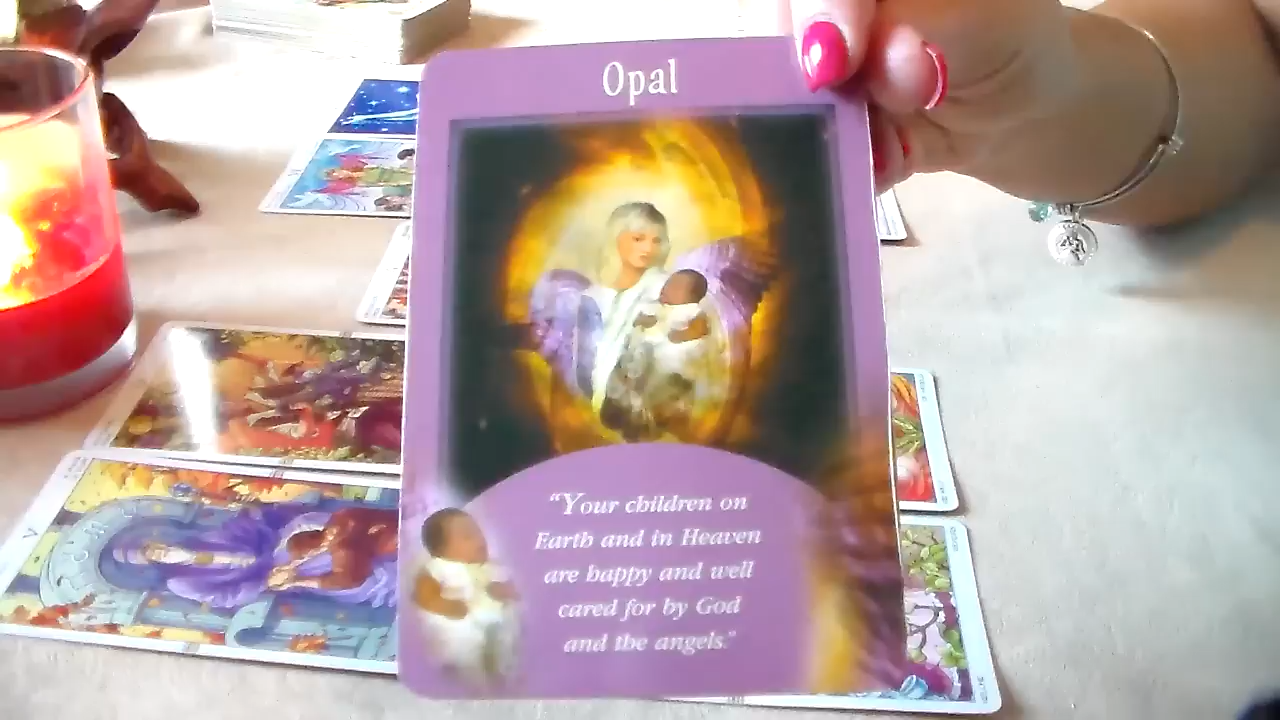 Opal
"Your children on
Earth and in Heaven
are happy and well
cared for by God
and the angels."
V